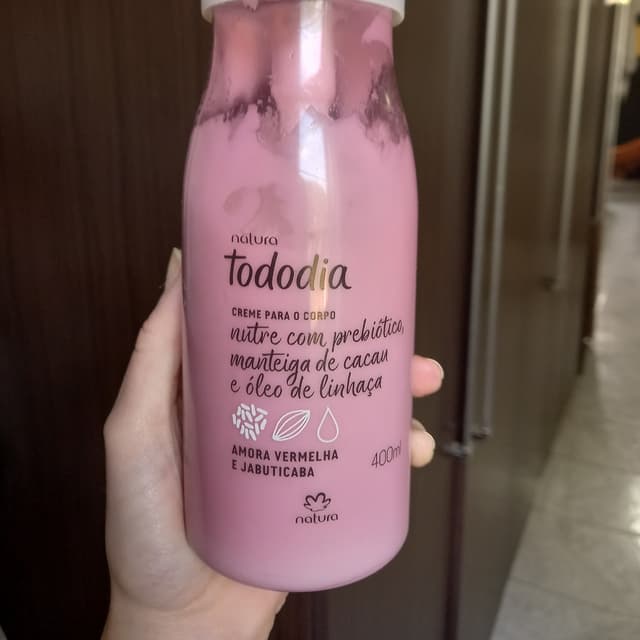 natura
tododia
CREME PARA O CORPO
nutre com prebiótico,
manteiga de cacau
e óleo de linhaça
AMORA VERMELHA
E JABUTICABA
400ml
natura